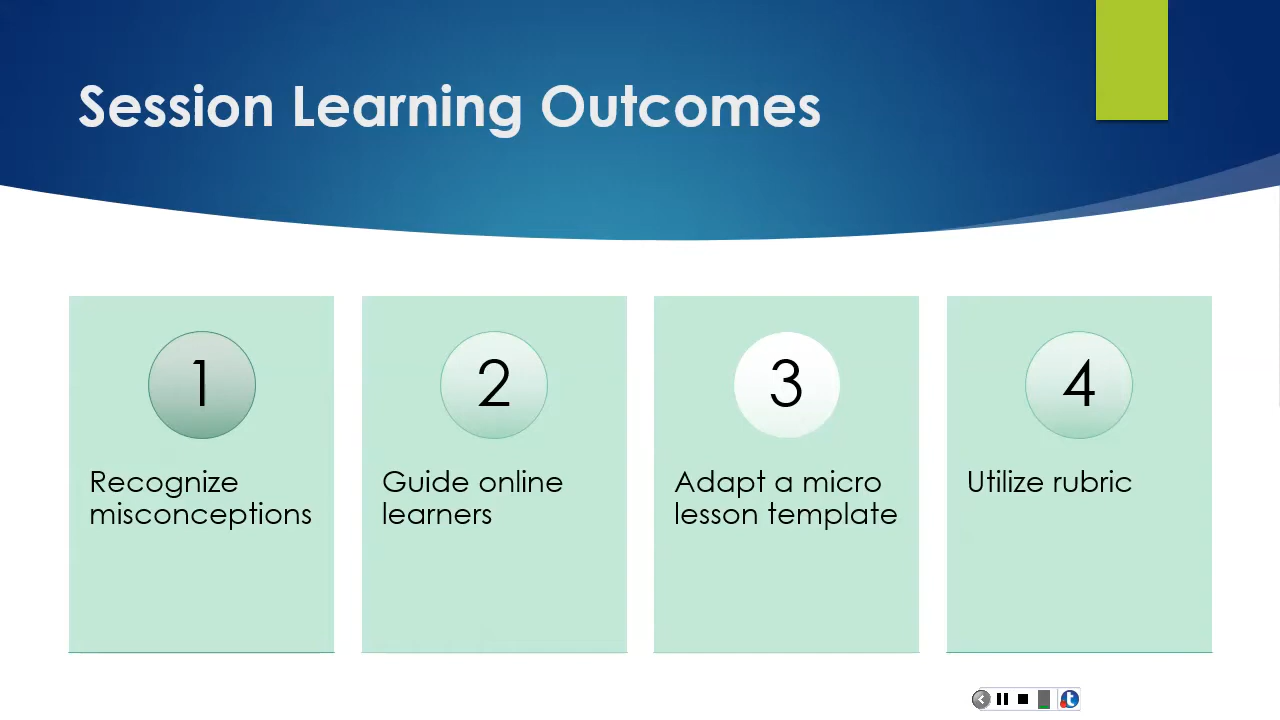 Session Learning Outcomes
1
Recognize
misconceptions
2
Guide online
learners
3
Adapt a micro
lesson template
4
Utilize rubric
t